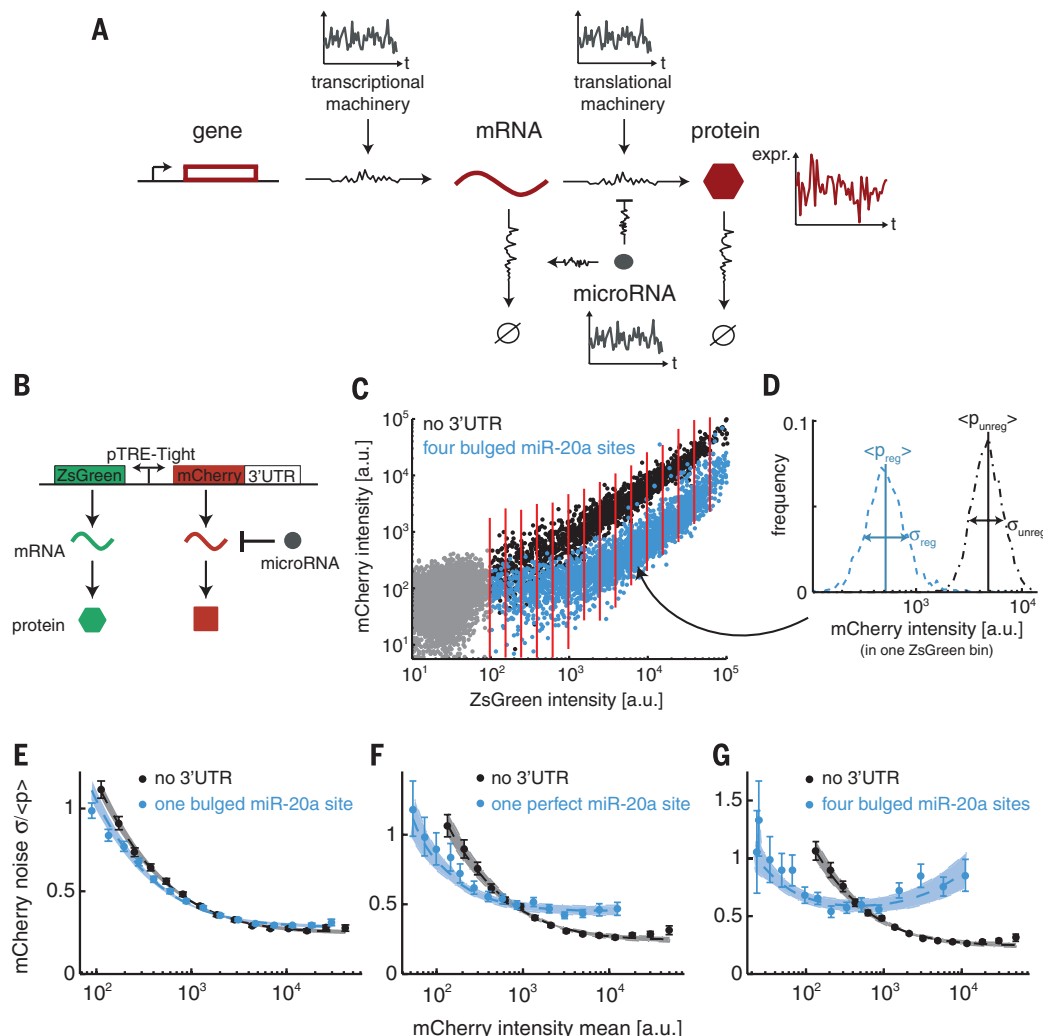 A
t
transcriptional
machinery
t
translational
machinery
gene
mRNA
protein
expr.
t
microRNA
t
B
pTRE-Tight
ZsGreen
mCherry
3'UTR
mRNA
microRNA
protein
C
no 3'UTR
four bulged miR-20a sites
mCherry intensity [a.u.]
10^5
10^4
10^3
10^2
10^1
10^1
10^2
10^3
10^4
10^5
ZsGreen intensity [a.u.]
D
<p_unreg>
<p_reg>
0.1
frequency
σ_reg
σ_unreg
0
10^3
10^4
mCherry intensity [a.u.]
(in one ZsGreen bin)
E
no 3'UTR
one bulged miR-20a site
mCherry noise σ/<p>
1
0.5
0
10^2
10^3
10^4
F
no 3'UTR
one perfect miR-20a site
1
0.5
0
10^2
10^3
10^4
G
no 3'UTR
four bulged miR-20a sites
1.5
1
0.5
0
10^2
10^3
10^4
mCherry intensity mean [a.u.]